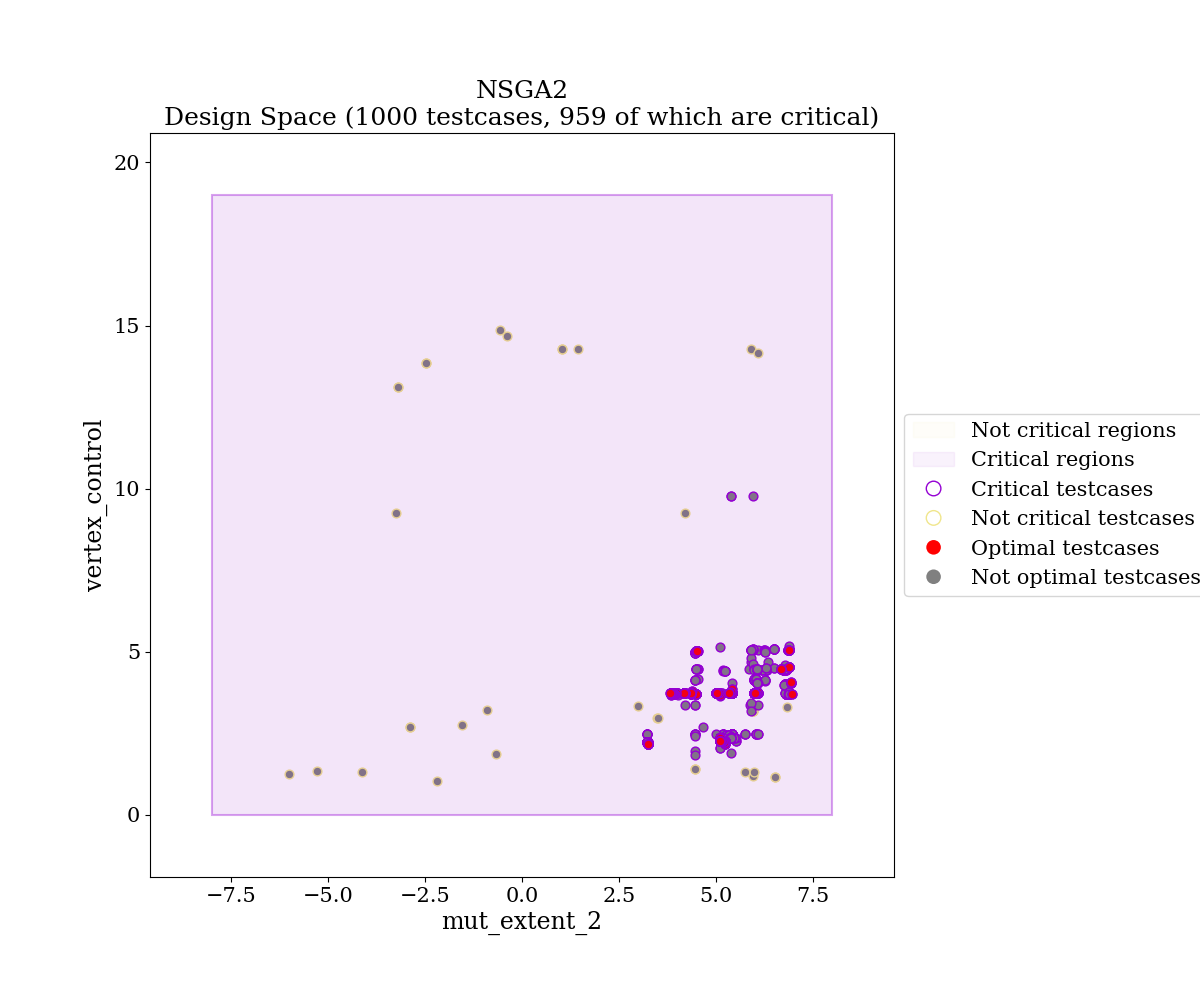 NSGA2
Design Space (1000 testcases, 959 of which are critical)
20
15
10
5
0
vertex_control
−7.5
−5.0
−2.5
0.0
2.5
5.0
7.5
mut_extent_2
Not critical regions
Critical regions
Critical testcases
Not critical testcases
Optimal testcases
Not optimal testcases